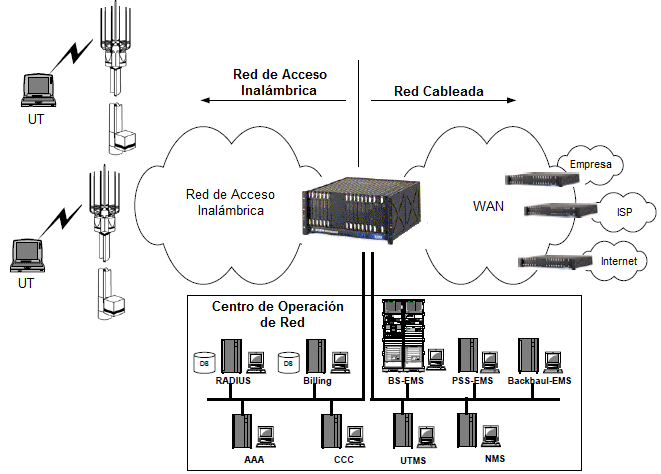 Red de Acceso
Inalámbrica
Red Cableada
UT
Red de Acceso
Inalámbrica
WAN
Empresa
ISP
Internet
UT
Centro de Operación
de Red
DB
RADIUS
DB
Billing
BS-EMS
PSS-EMS
Backhaul-EMS
AAA
CCC
UTMS
NMS